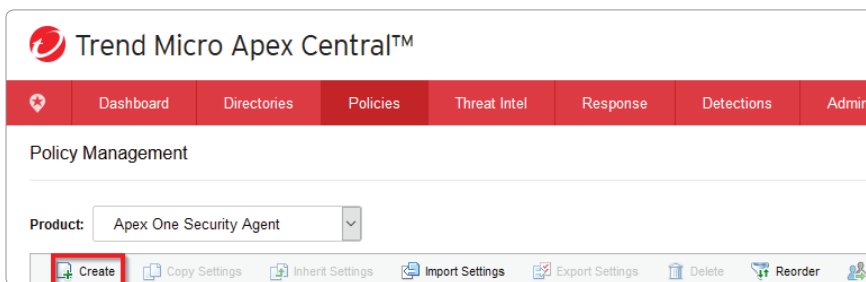 Trend Micro Apex Central™
Dashboard Directories Policies Threat Intel Response Detections Admin
Policy Management
Product: Apex One Security Agent
Create Copy Settings Inherit Settings Import Settings Export Settings Delete Reorder